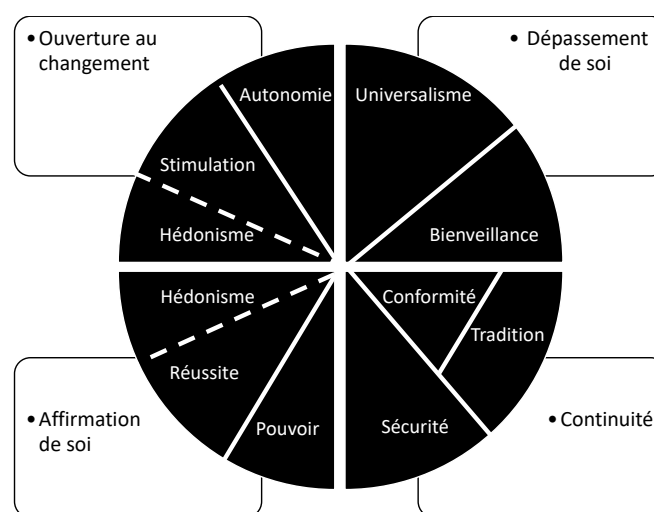 • Ouverture au
changement
• Dépassement
de soi
Autonomie
Universalisme
Stimulation
Hédonisme
Bienveillance
Hédonisme
Conformité
Tradition
Réussite
Pouvoir
Sécurité
• Affirmation
de soi
• Continuité